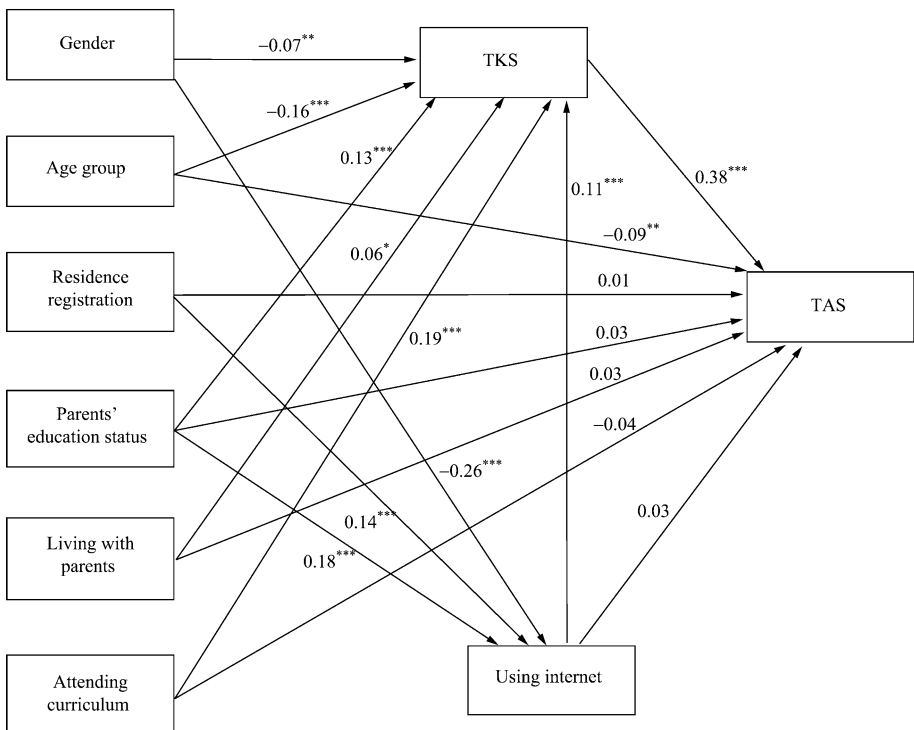 Gender
−0.07**
TKS
−0.16***
Age group
0.13***
0.11***
0.38***
−0.09**
0.06*
Residence
registration
0.01
TAS
0.19***
0.03
0.03
Parents’
education status
−0.04
−0.26***
0.14***
0.03
Living with
parents
0.18***
Using internet
Attending
curriculum